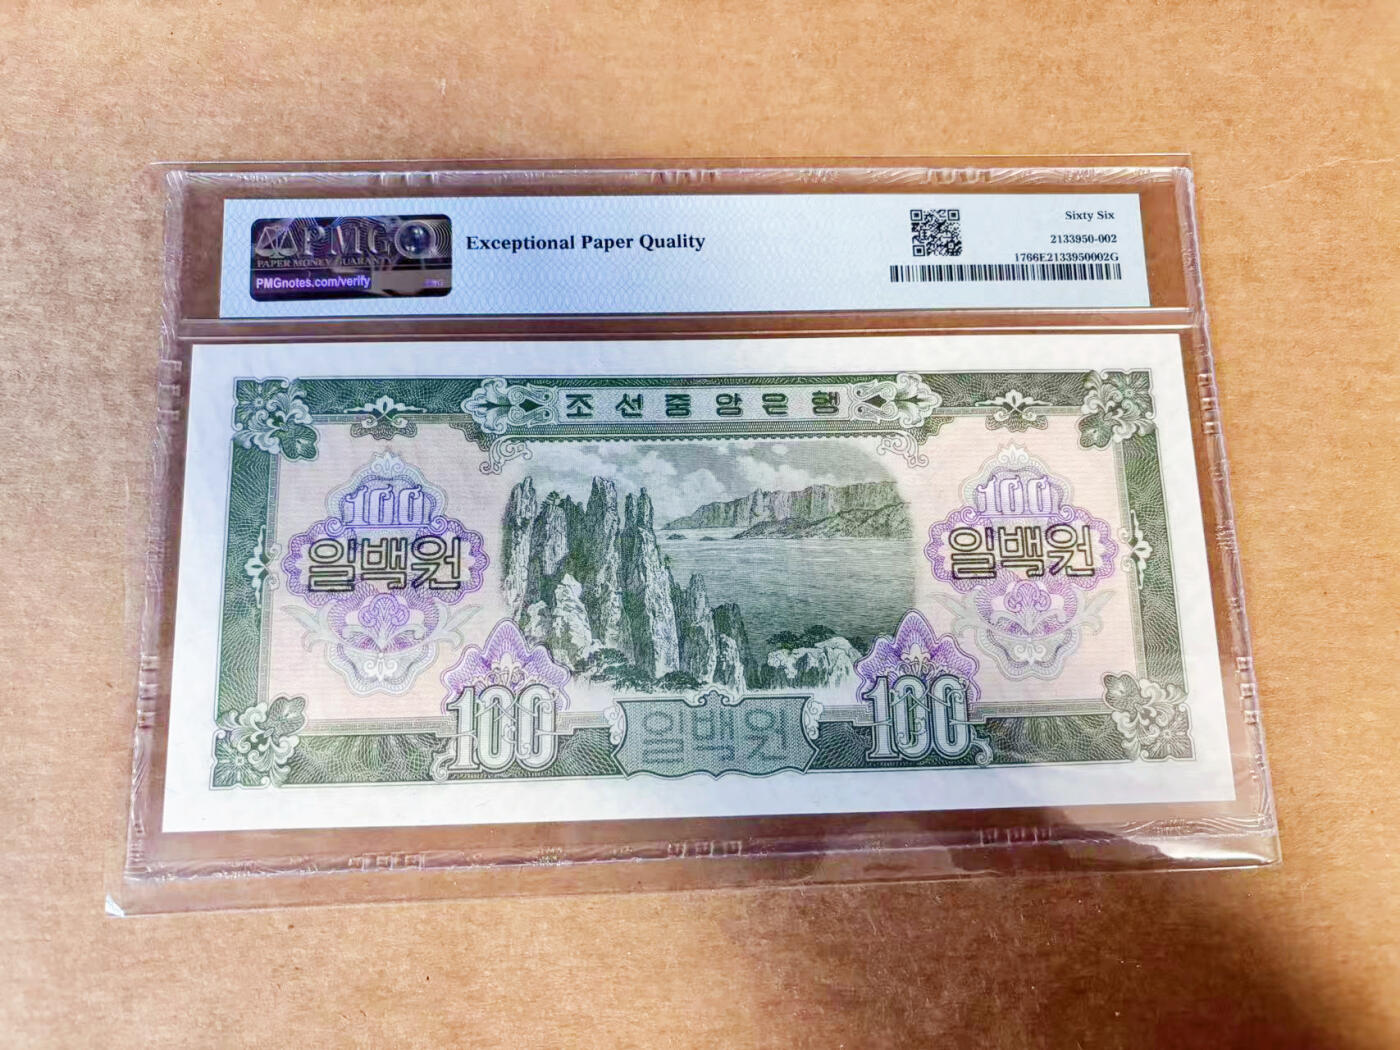 PMG
PAPER MONEY GUARANTY
PMGnotes.com/verify
Exceptional Paper Quality
Sixty Six
2133950-002
1766E2133950002G
조선중앙은행
100
일백원
100
일백원
100
일백원
100